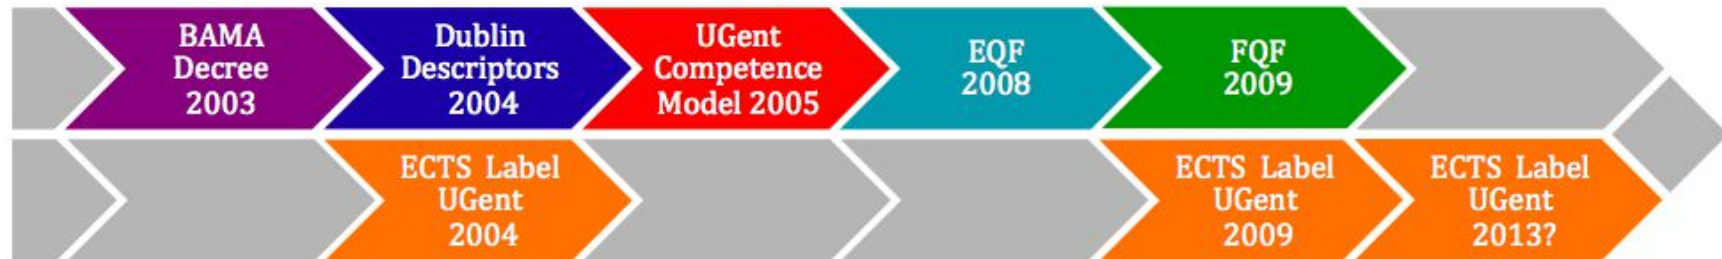 BAMA
Decree
2003
Dublin
Descriptors
2004
UGent
Competence
Model 2005
EQF
2008
FQF
2009
ECTS Label
UGent
2004
ECTS Label
UGent
2009
ECTS Label
UGent
2013?